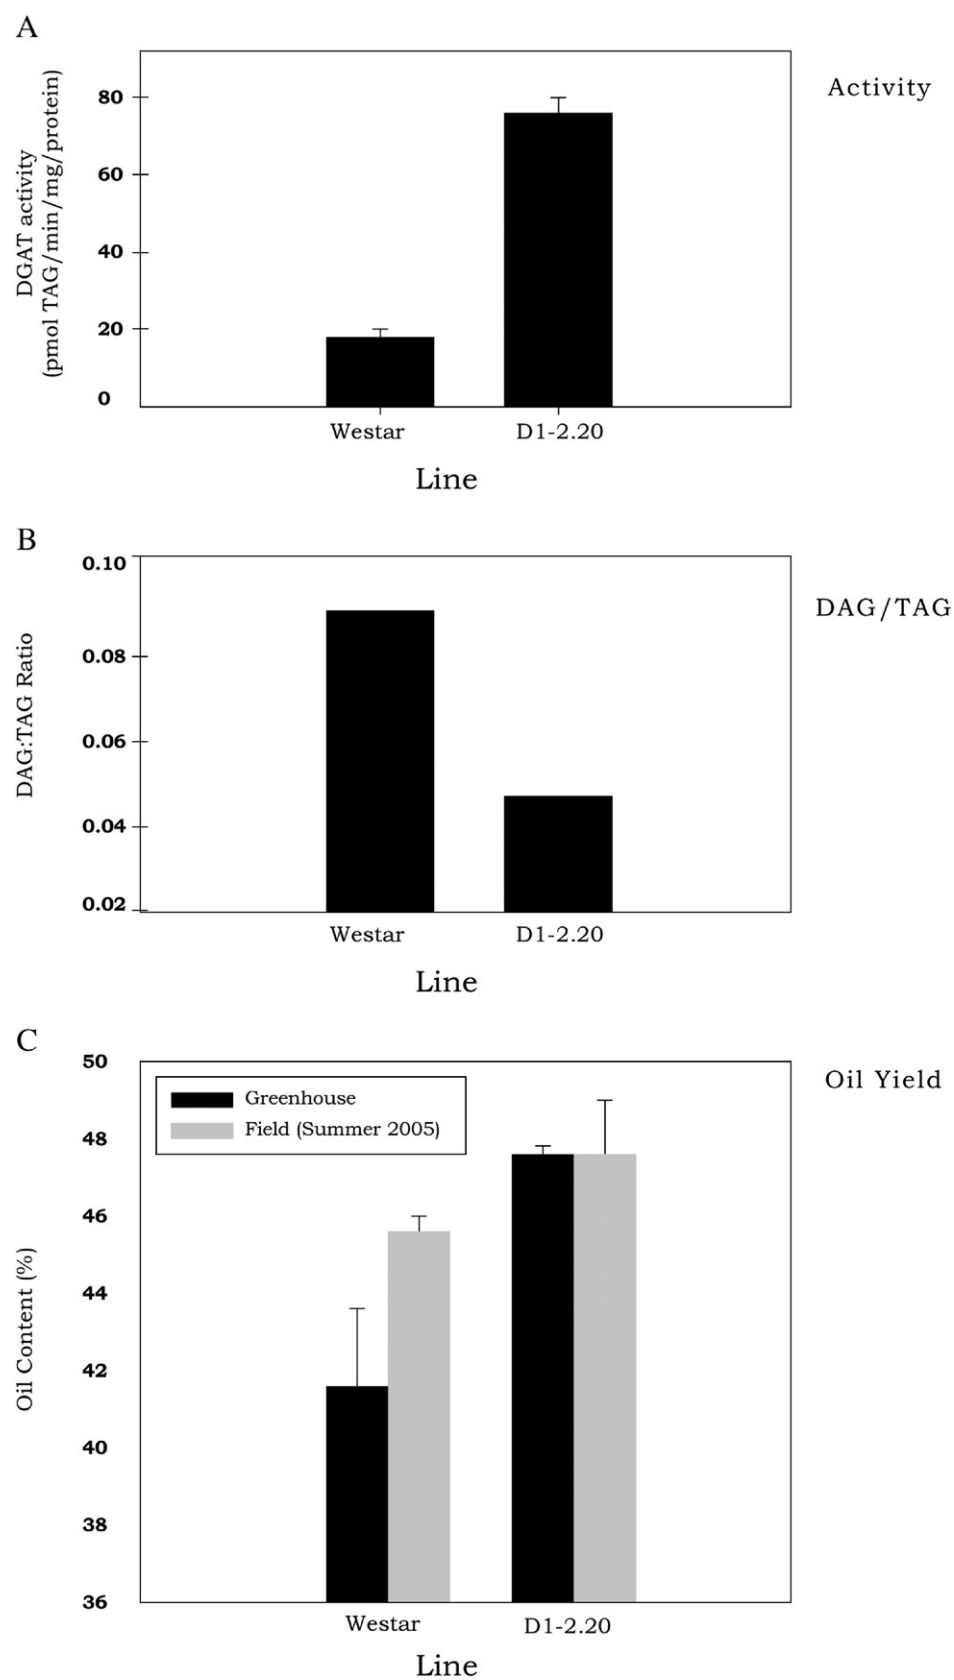 A
Activity
DGAT activity
(pmol TAG/min/mg/protein)
80
60
40
20
0
Westar D1-2.20
Line
B
DAG/TAG
DAG:TAG Ratio
0.10
0.08
0.06
0.04
0.02
Westar D1-2.20
Line
C
Oil Yield
Oil Content (%)
50
48
46
44
42
40
38
36
Greenhouse
Field (Summer 2005)
Westar D1-2.20
Line